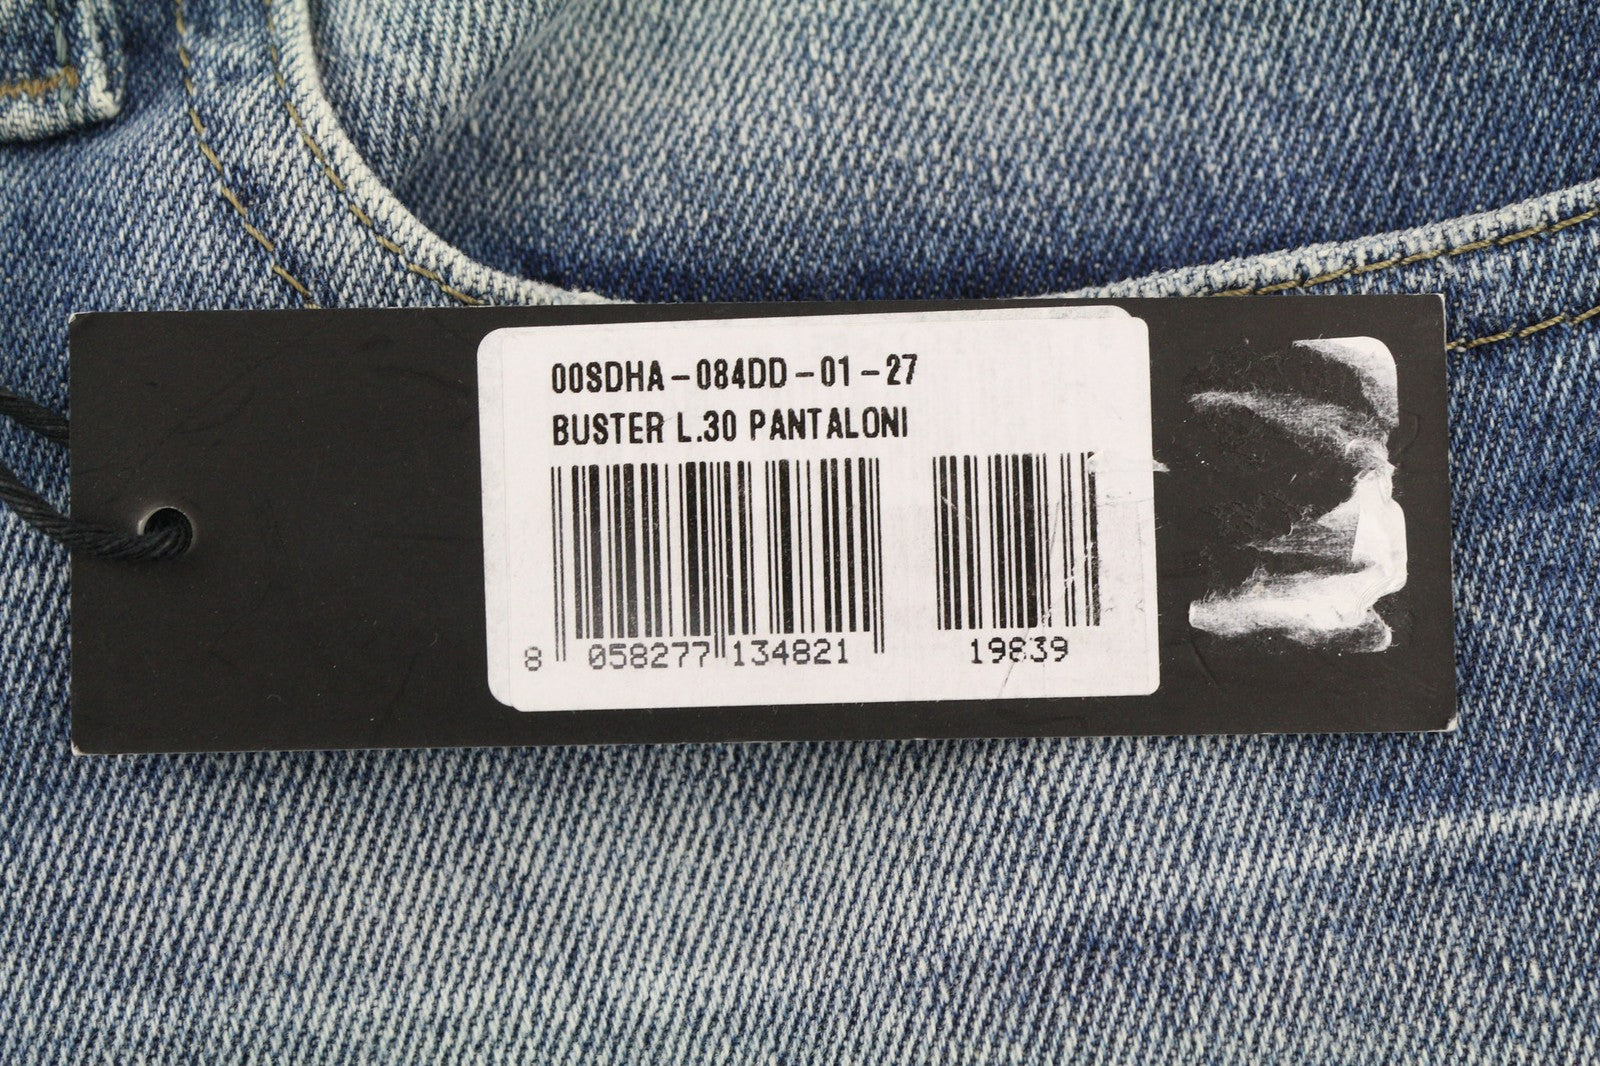 00SDHA-084DD-01-27
BUSTER L.30 PANTALONI
8 058277 134821 19839